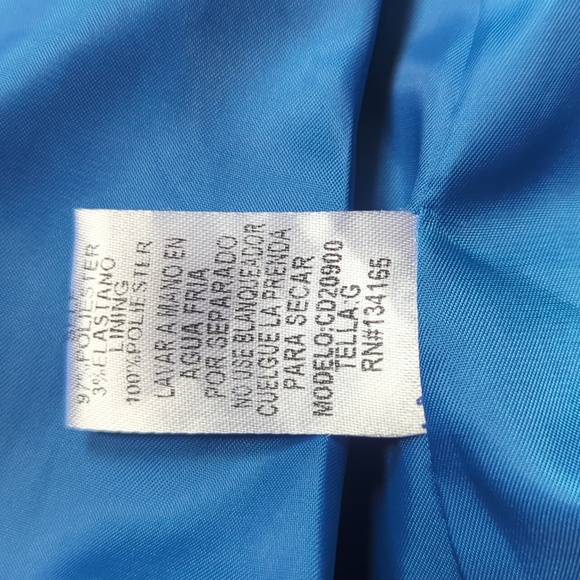 97%POLIESTER
3%ELASTANO
LINING
100%POLIESTER
LAVAR A MANO EN
AGUA FRIA
POR SEPARADO
NO USE BLANQUEADOR
CUELGUE LA PRENDA
PARA SECAR
MODELO:CD20900
TELLA:G
RN#134165